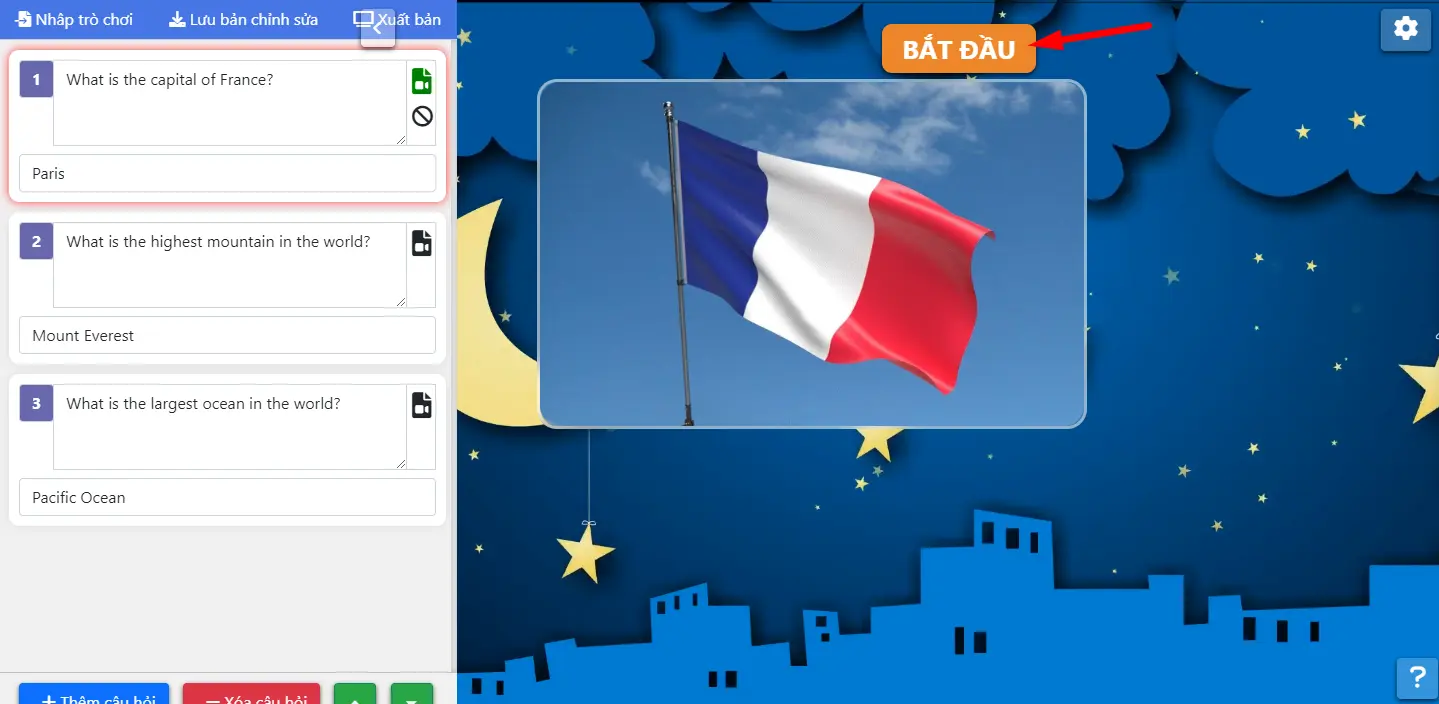 Nhập trò chơi Lưu bản chỉnh sửa Xuất bản
1 What is the capital of France?
Paris
2 What is the highest mountain in the world?
Mount Everest
3 What is the largest ocean in the world?
Pacific Ocean
+ Thêm câu hỏi − Xóa câu hỏi
BẮT ĐẦU
?